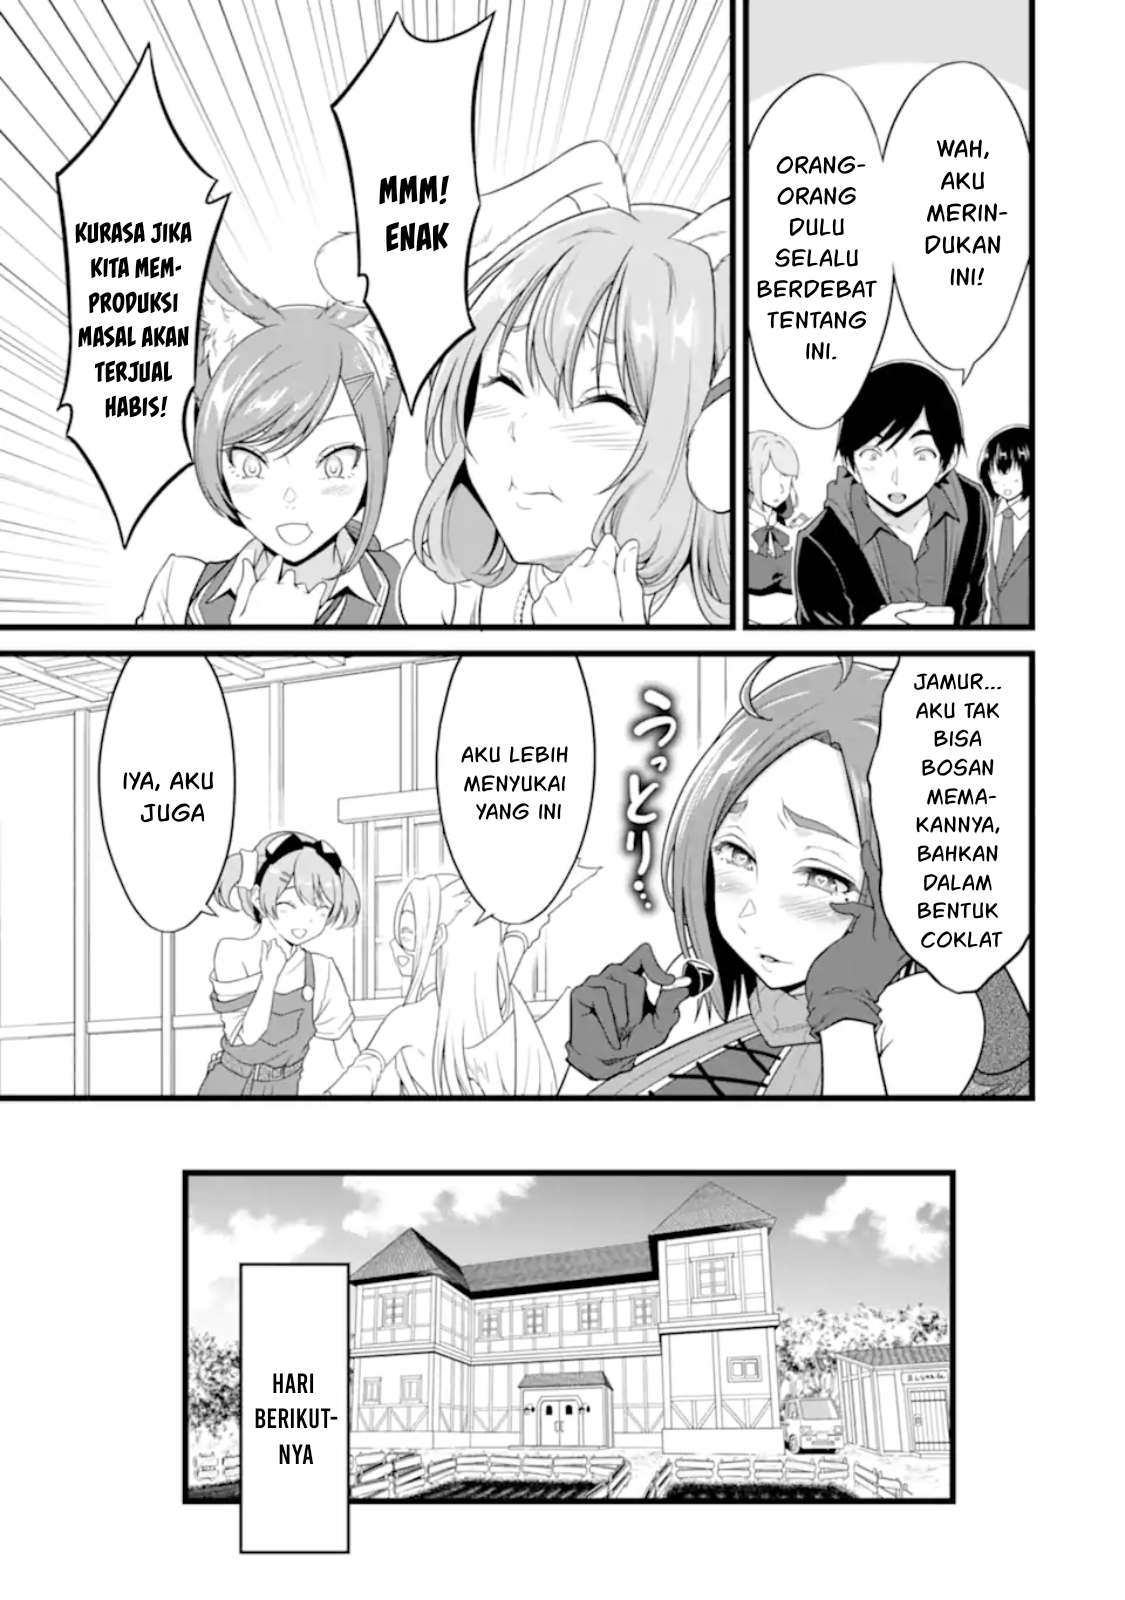 WAH,
AKU
MERIN-
DUKAN
INI!
ORANG-
ORANG
DULU
SELALU
BERDEBAT
TENTANG
INI.
MMM!
ENAK
KURASA JIKA
KITA MEM-
PRODUKSI
MASAL AKAN
TERJUAL
HABIS!
JAMUR...
AKU TAK
BISA
BOSAN
MEMA-
KANNYA,
BAHKAN
DALAM
BENTUK
COKLAT
うっとり…
AKU LEBIH
MENYUKAI
YANG INI
IYA, AKU
JUGA
HARI
BERIKUT-
NYA